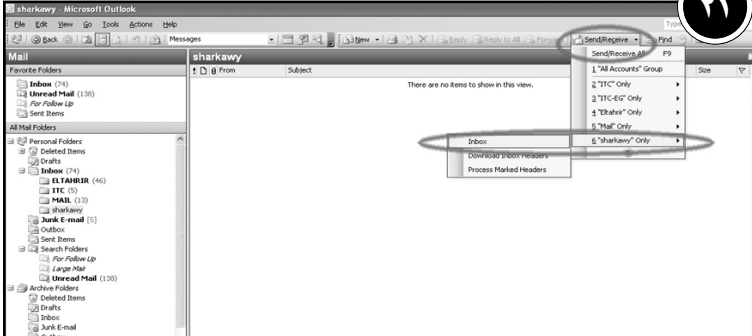 sharkawy - Microsoft Outlook
File Edit View Go Tools Actions Help
Back Messages New Reply Reply to All Forward Send/Receive Find
Mail
sharkawy
Favorite Folders
Inbox (74)
Unread Mail (138)
For Follow Up
Sent Items
All Mail Folders
Personal Folders
Deleted Items
Drafts
Inbox (74)
ELTAHRIR (46)
ITC (5)
MAIL (13)
sharkawy
Junk E-mail [5]
Outbox
Sent Items
Search Folders
For Follow Up
Large Mail
Unread Mail (138)
Archive Folders
Deleted Items
Drafts
Inbox
Junk E-mail
Outbox
! From Subject Size
There are no items to show in this view.
Send/Receive All F9
1 "All Accounts" Group
2 "ITC" Only
3 "ITC-EG" Only
4 "Eltahrir" Only
5 "Mail" Only
6 "sharkawy" Only
Inbox
Download Inbox Headers
Process Marked Headers